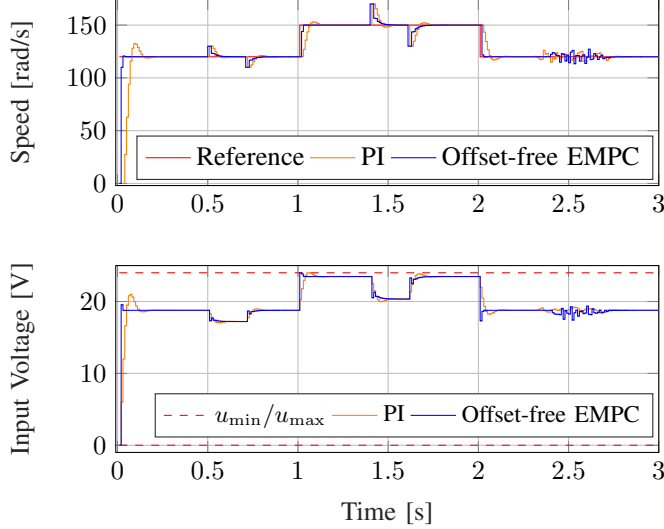 Speed [rad/s]
150
100
50
0
Reference PI Offset-free EMPC
0 0.5 1 1.5 2 2.5 3
Input Voltage [V]
20
10
0
u_min/u_max PI Offset-free EMPC
0 0.5 1 1.5 2 2.5 3
Time [s]